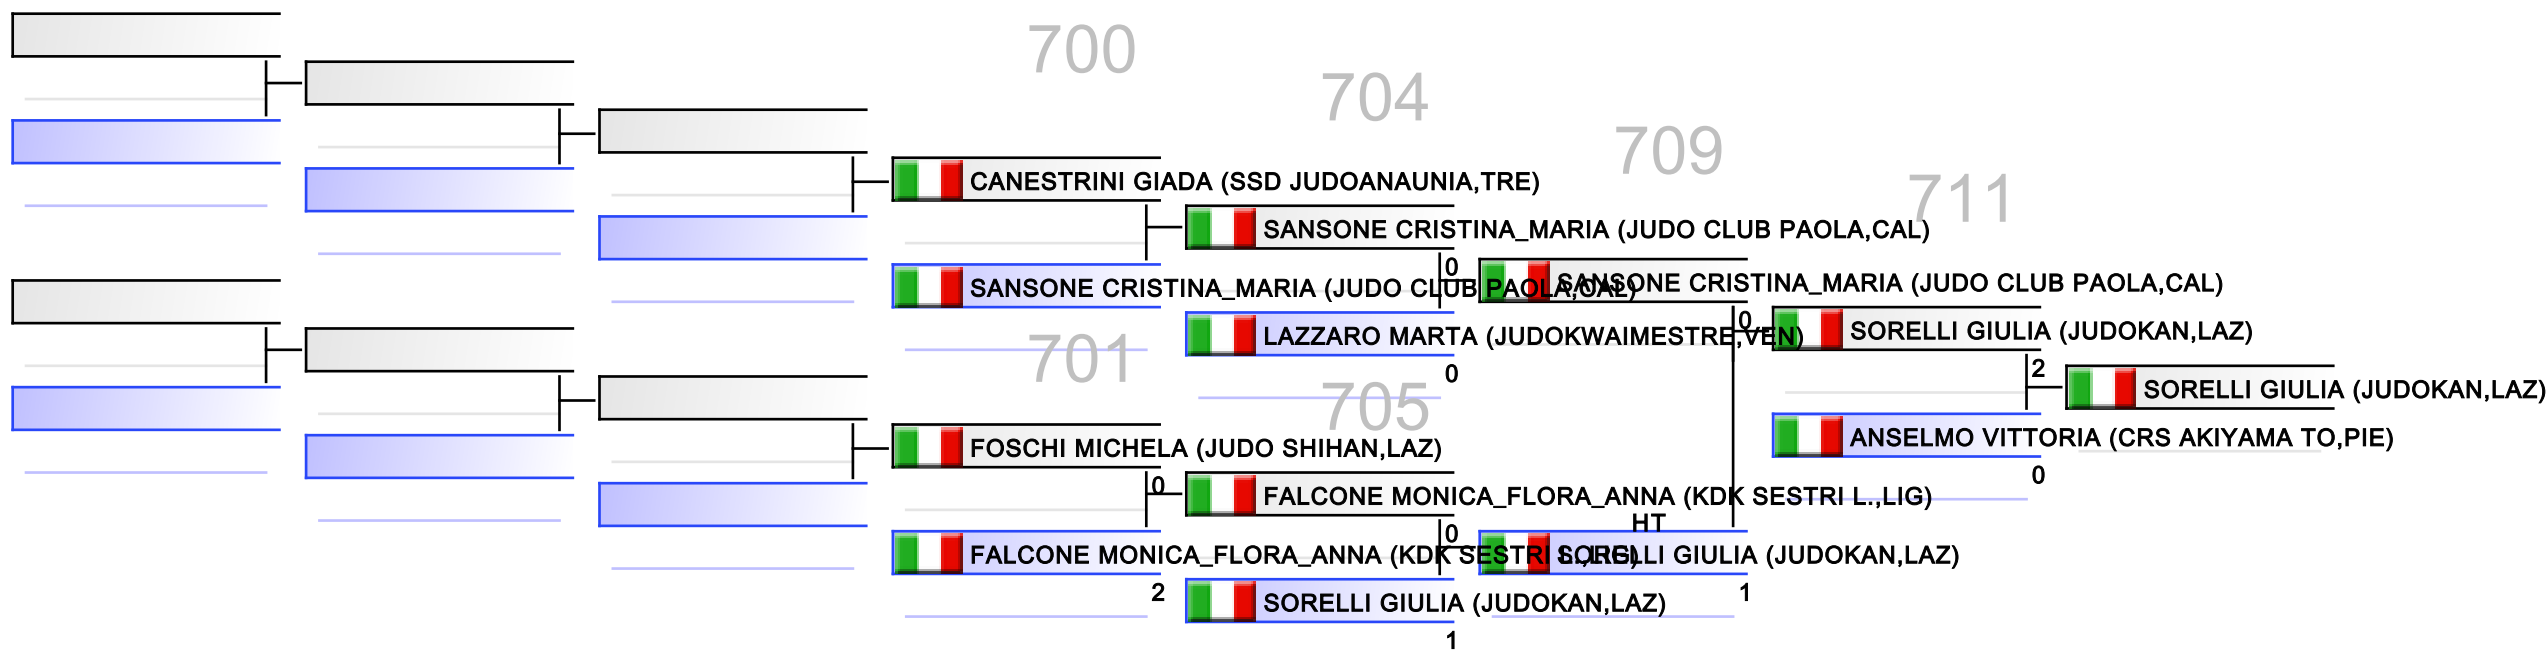 700
704
709
711
CANESTRINI GIADA (SSD JUDOANAUNIA,TRE)
SANSONE CRISTINA_MARIA (JUDO CLUB PAOLA,CAL)
0
SANSONE CRISTINA_MARIA (JUDO CLUB PAOLA,CAL)
SANSONE CRISTINA_MARIA (JUDO CLUB PAOLA,CAL)
0
LAZZARO MARTA (JUDOKWAIMESTRE,VEN)
SORELLI GIULIA (JUDOKAN,LAZ)
701
0
2
705
SORELLI GIULIA (JUDOKAN,LAZ)
FOSCHI MICHELA (JUDO SHIHAN,LAZ)
ANSELMO VITTORIA (CRS AKIYAMA TO,PIE)
0
0
FALCONE MONICA_FLORA_ANNA (KDK SESTRI L.,LIG)
HT
0
FALCONE MONICA_FLORA_ANNA (KDK SESTRI L.,LIG)
SORELLI GIULIA (JUDOKAN,LAZ)
2
1
SORELLI GIULIA (JUDOKAN,LAZ)
1